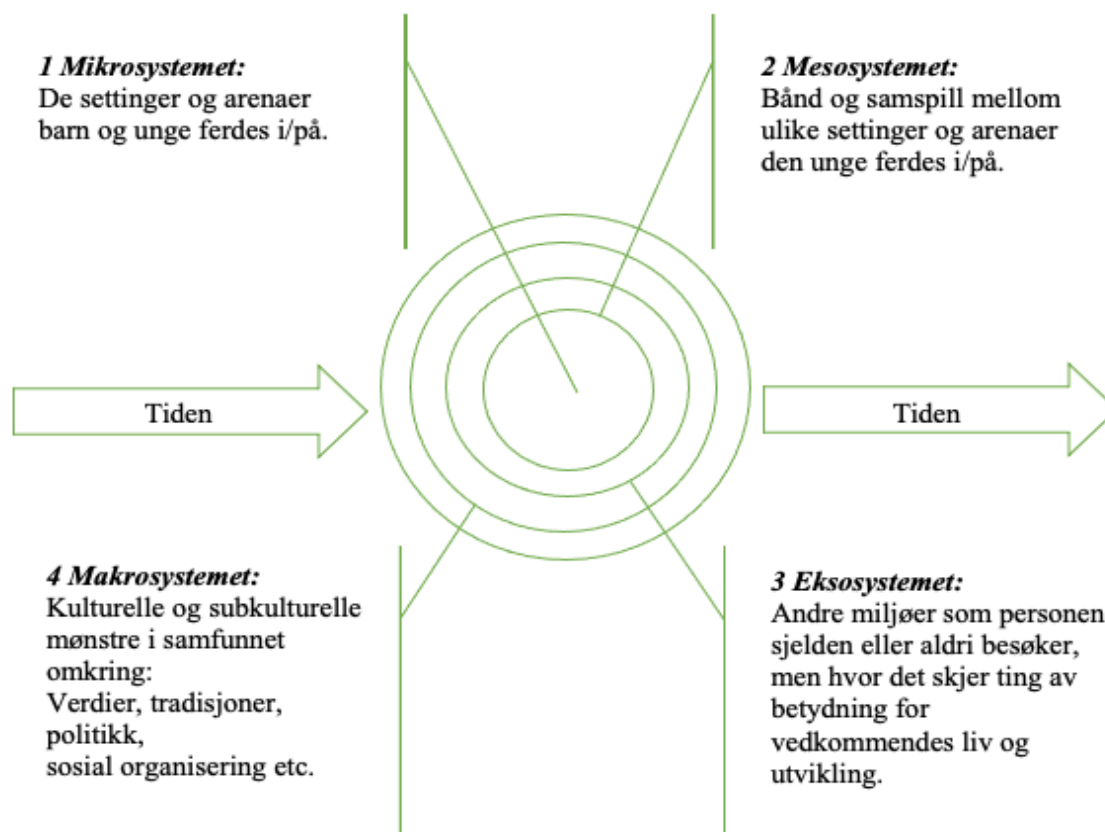 1 Mikrosystemet:
De settinger og arenaer
barn og unge ferdes i/på.
2 Mesosystemet:
Bånd og samspill mellom
ulike settinger og arenaer
den unge ferdes i/på.
Tiden
Tiden
4 Makrosystemet:
Kulturelle og subkulturelle
mønstre i samfunnet
omkring:
Verdier, tradisjoner,
politikk,
sosial organisering etc.
3 Eksosystemet:
Andre miljøer som personen
sjelden eller aldri besøker,
men hvor det skjer ting av
betydning for
vedkommendes liv og
utvikling.